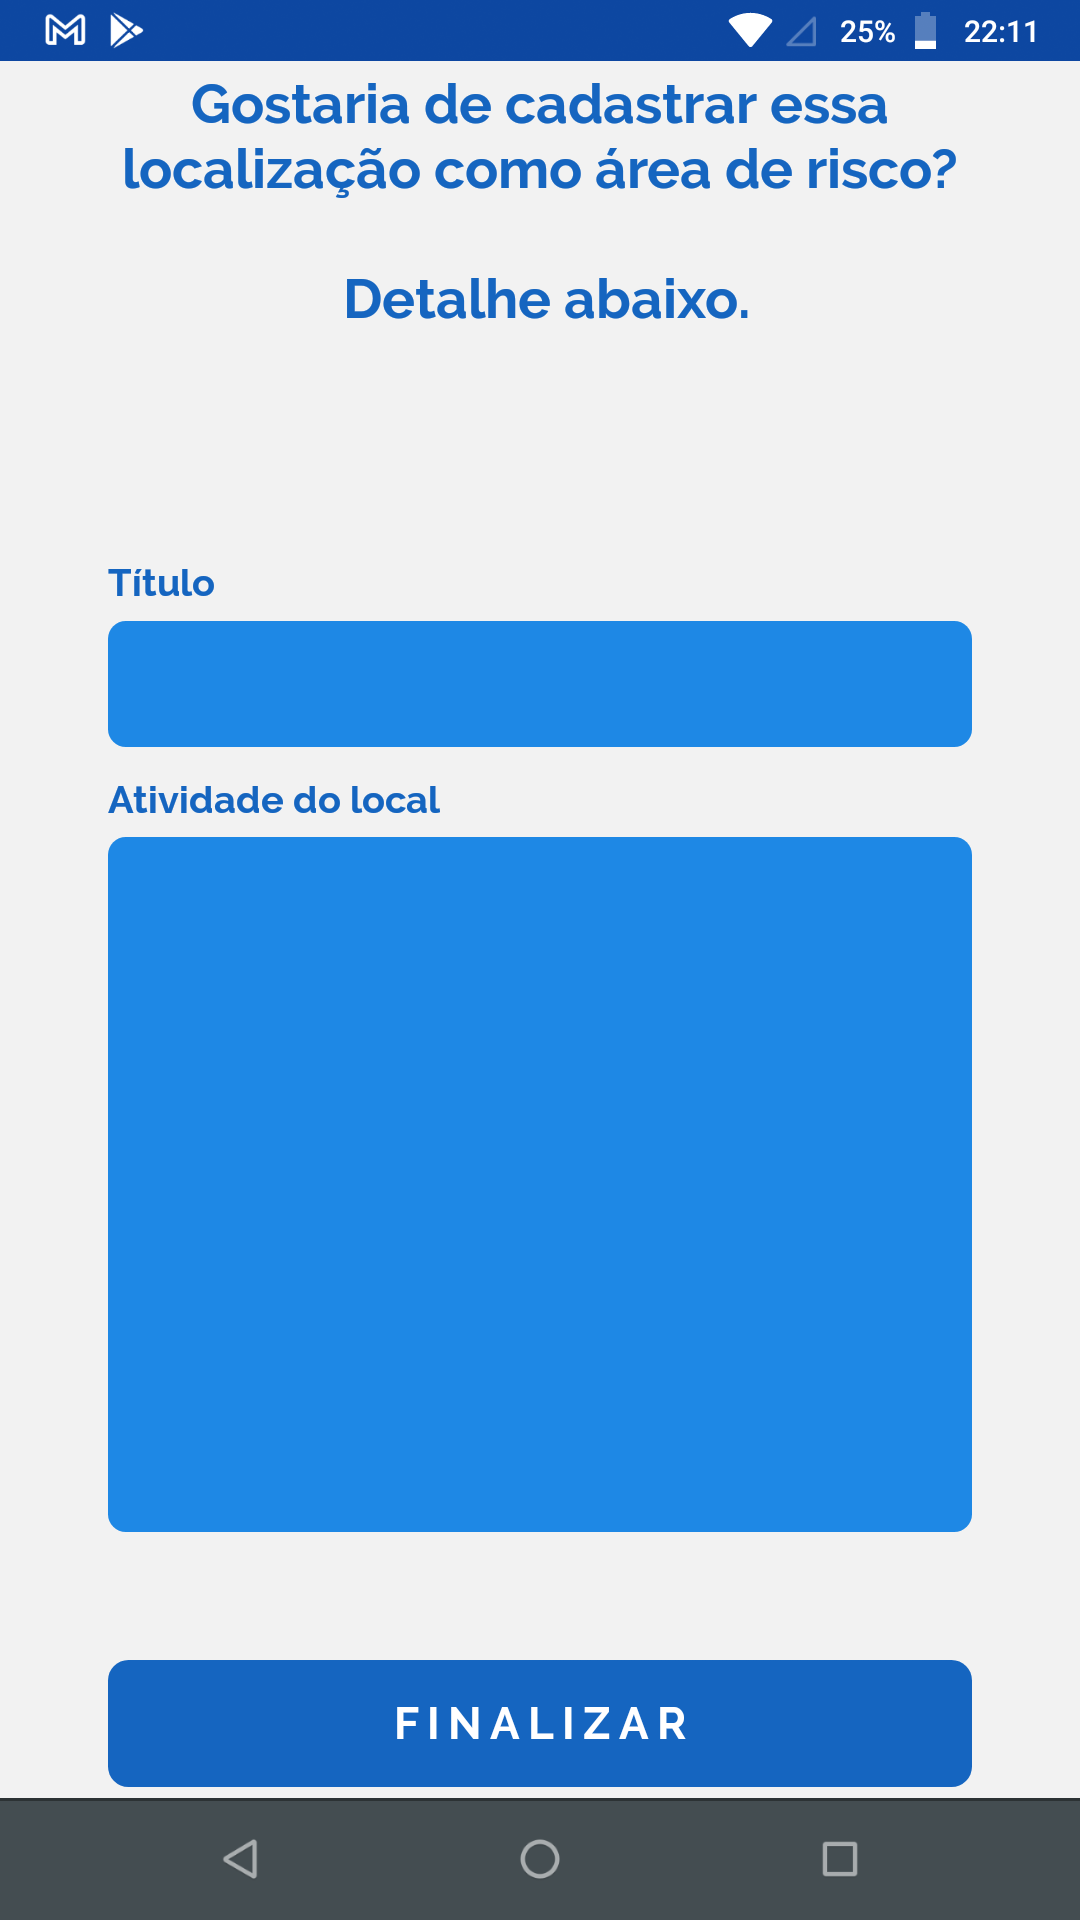 25% 22:11
Gostaria de cadastrar essa
localização como área de risco?
Detalhe abaixo.
Título
Atividade do local
FINALIZAR